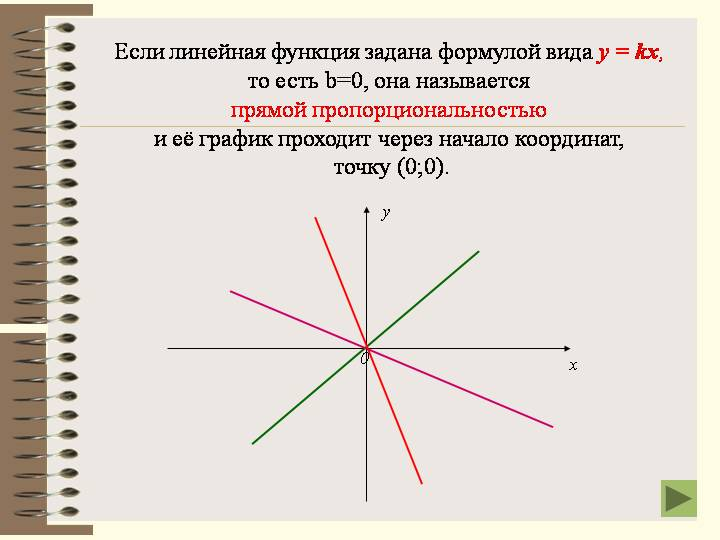 Если линейная функция задана формулой вида y = kx,
то есть b=0, она называется
прямой пропорциональностью
и её график проходит через начало координат,
точку (0;0).
y
0
x